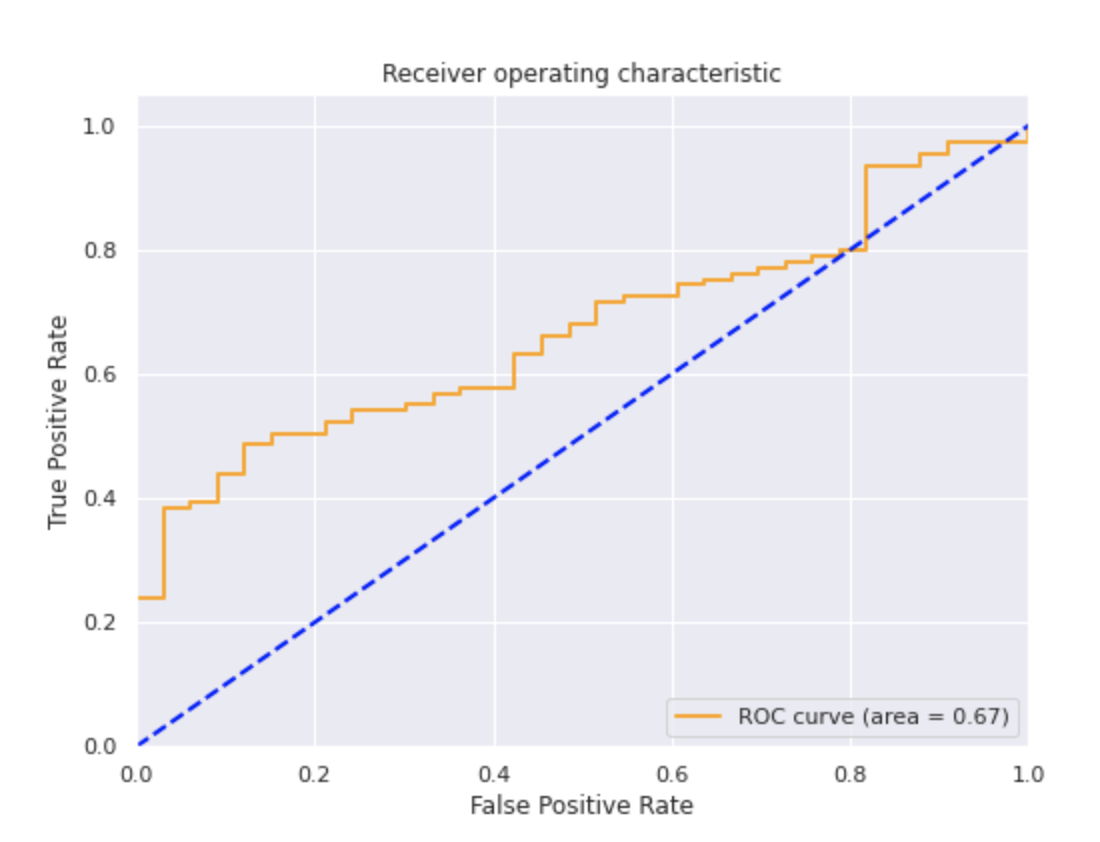 Receiver operating characteristic
1.0
0.8
0.6
0.4
0.2
0.0
True Positive Rate
ROC curve (area = 0.67)
0.0 0.2 0.4 0.6 0.8 1.0
False Positive Rate